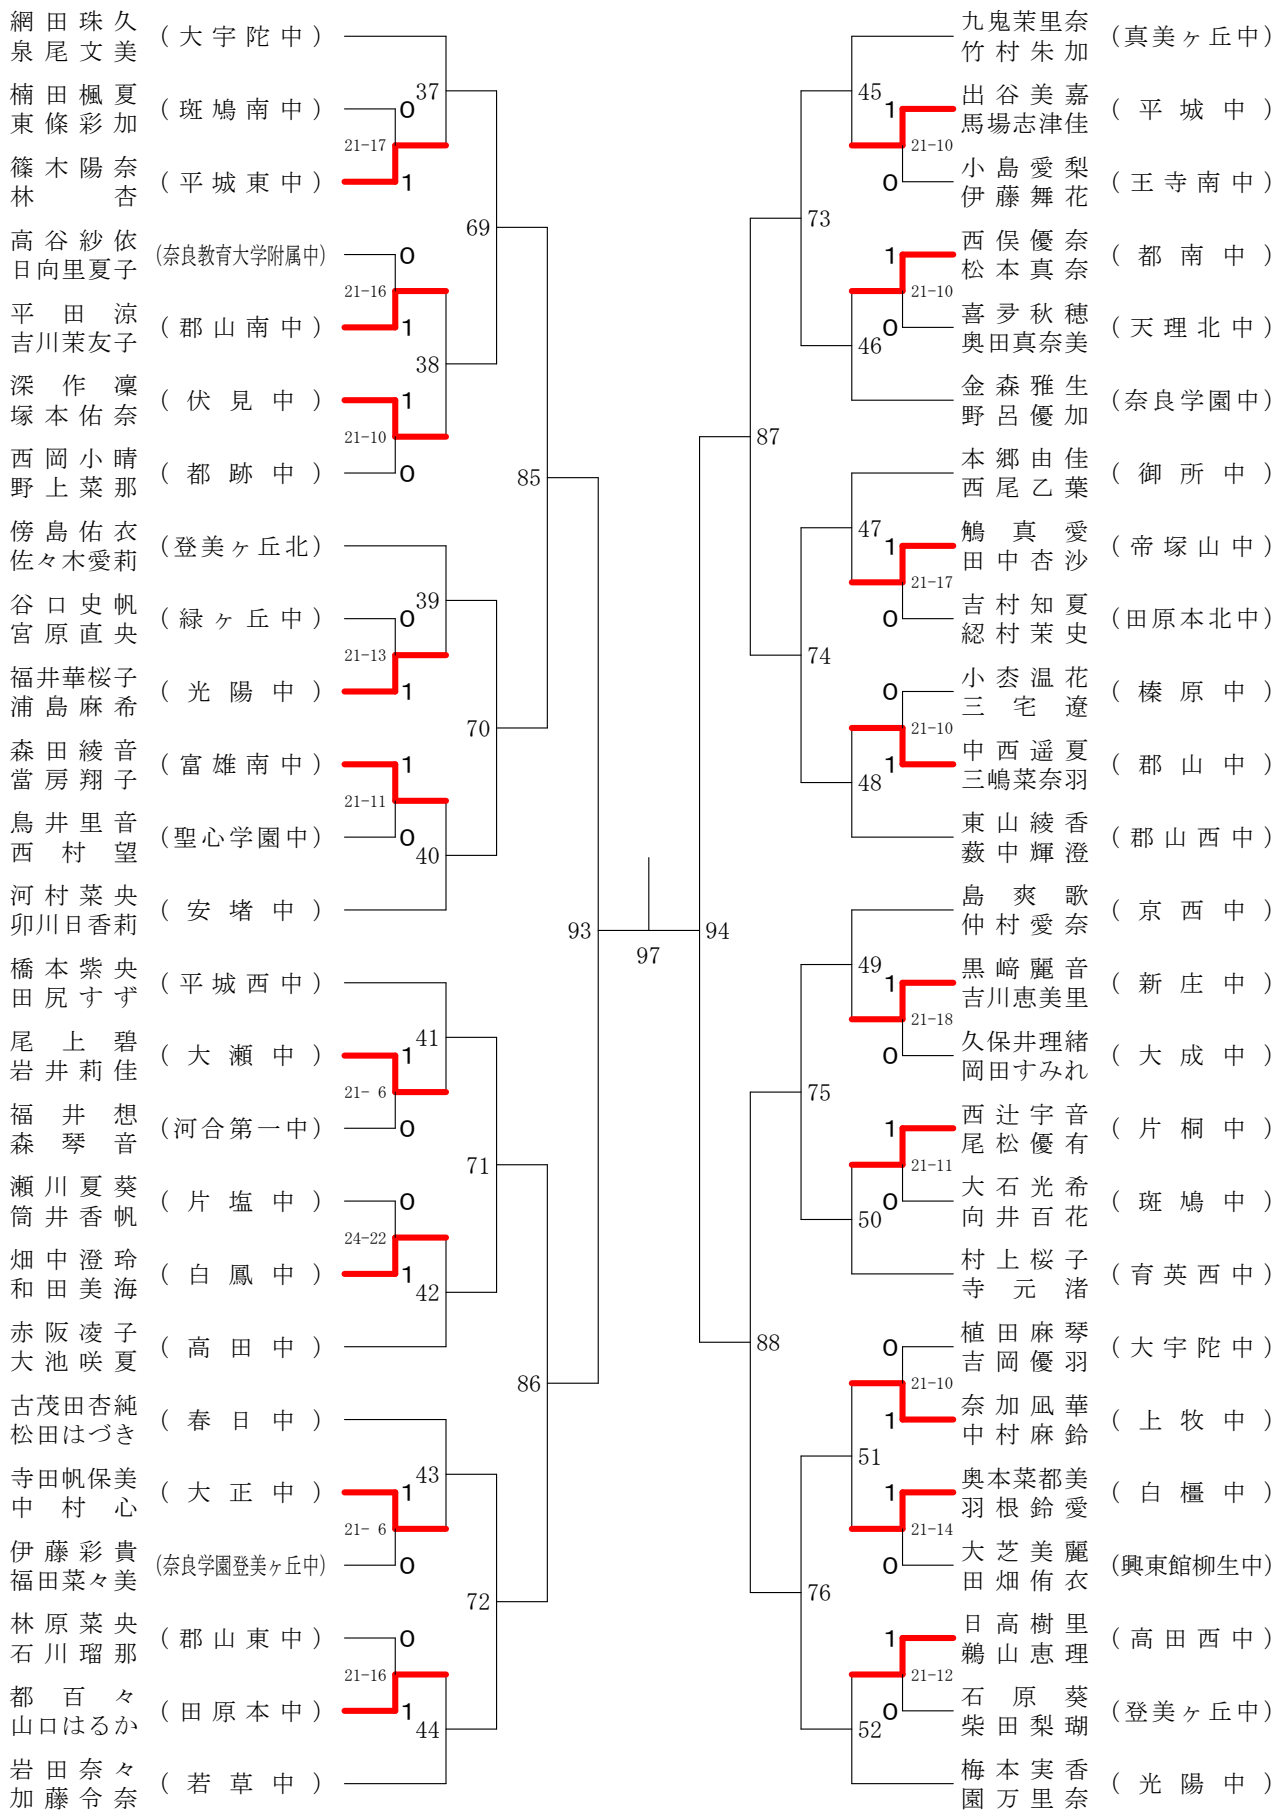 網田珠久
泉尾文美
(大宇陀中)
楠田楓夏
東條彩加
(斑鳩南中)
0
37
21-17
篠木陽奈
林杏
(平城東中)
1
69
高谷紗依
日向里夏子
(奈良教育大学附属中)
0
21-16
平田涼
吉川茉友子
(郡山南中)
1
38
深作凜
塚本佑奈
(伏見中)
1
21-10
西岡小晴
野上菜那
(都跡中)
0
85
傍島佑衣
佐々木愛莉
(登美ヶ丘北)
39
谷口史帆
宮原直央
(緑ヶ丘中)
0
21-13
福井華桜子
浦島麻希
(光陽中)
1
70
森田綾音
當房翔子
(富雄南中)
1
21-11
鳥井里音
西村望
(聖心学園中)
0
40
河村菜央
卯川日香莉
(安堵中)
93
橋本紫央
田尻すず
(平城西中)
41
尾上碧
岩井莉佳
(大瀬中)
1
21- 6
福井想
森琴音
(河合第一中)
0
71
瀬川夏葵
筒井香帆
(片塩中)
0
24-22
畑中澄玲
和田美海
(白鳳中)
1
42
赤阪凌子
大池咲夏
(高田中)
86
古茂田杏純
松田はづき
(春日中)
43
寺田帆保美
中村心
(大正中)
1
21- 6
伊藤彩貴
福田菜々美
(奈良学園登美ヶ丘中)
0
72
林原菜央
石川瑠那
(郡山東中)
0
21-16
都百々
山口はるか
(田原本中)
1
44
岩田奈々
加藤令奈
(若草中)
97
九鬼茉里奈
竹村朱加
(真美ヶ丘中)
45
1
出谷美嘉
馬場志津佳
(平城中)
21-10
0
小島愛梨
伊藤舞花
(王寺南中)
73
1
西俣優奈
松本真奈
(都南中)
21-10
0
喜夛秋穂
奥田真奈美
(天理北中)
46
金森雅生
野呂優加
(奈良学園中)
87
本郷由佳
西尾乙葉
(御所中)
47
1
鵤真愛
田中杏沙
(帝塚山中)
21-17
0
吉村知夏
綛村茉史
(田原本北中)
74
0
小枩温花
三宅遼
(榛原中)
21-10
1
中西遥夏
三嶋菜奈羽
(郡山中)
48
東山綾香
薮中輝澄
(郡山西中)
94
島爽歌
仲村愛奈
(京西中)
49
1
黒﨑麗音
吉川恵美里
(新庄中)
21-18
0
久保井理緒
岡田すみれ
(大成中)
75
1
西辻宇音
尾松優有
(片桐中)
21-11
0
大石光希
向井百花
(斑鳩中)
50
村上桜子
寺元渚
(育英西中)
88
0
植田麻琴
吉岡優羽
(大宇陀中)
21-10
1
奈加凪華
中村麻鈴
(上牧中)
51
1
奥本菜都美
羽根鈴愛
(白橿中)
21-14
0
大芝美麗
田畑侑衣
(興東館柳生中)
76
1
日高樹里
鵜山恵理
(高田西中)
21-12
0
石原葵
柴田梨瑚
(登美ヶ丘中)
52
梅本実香
園万里奈
(光陽中)